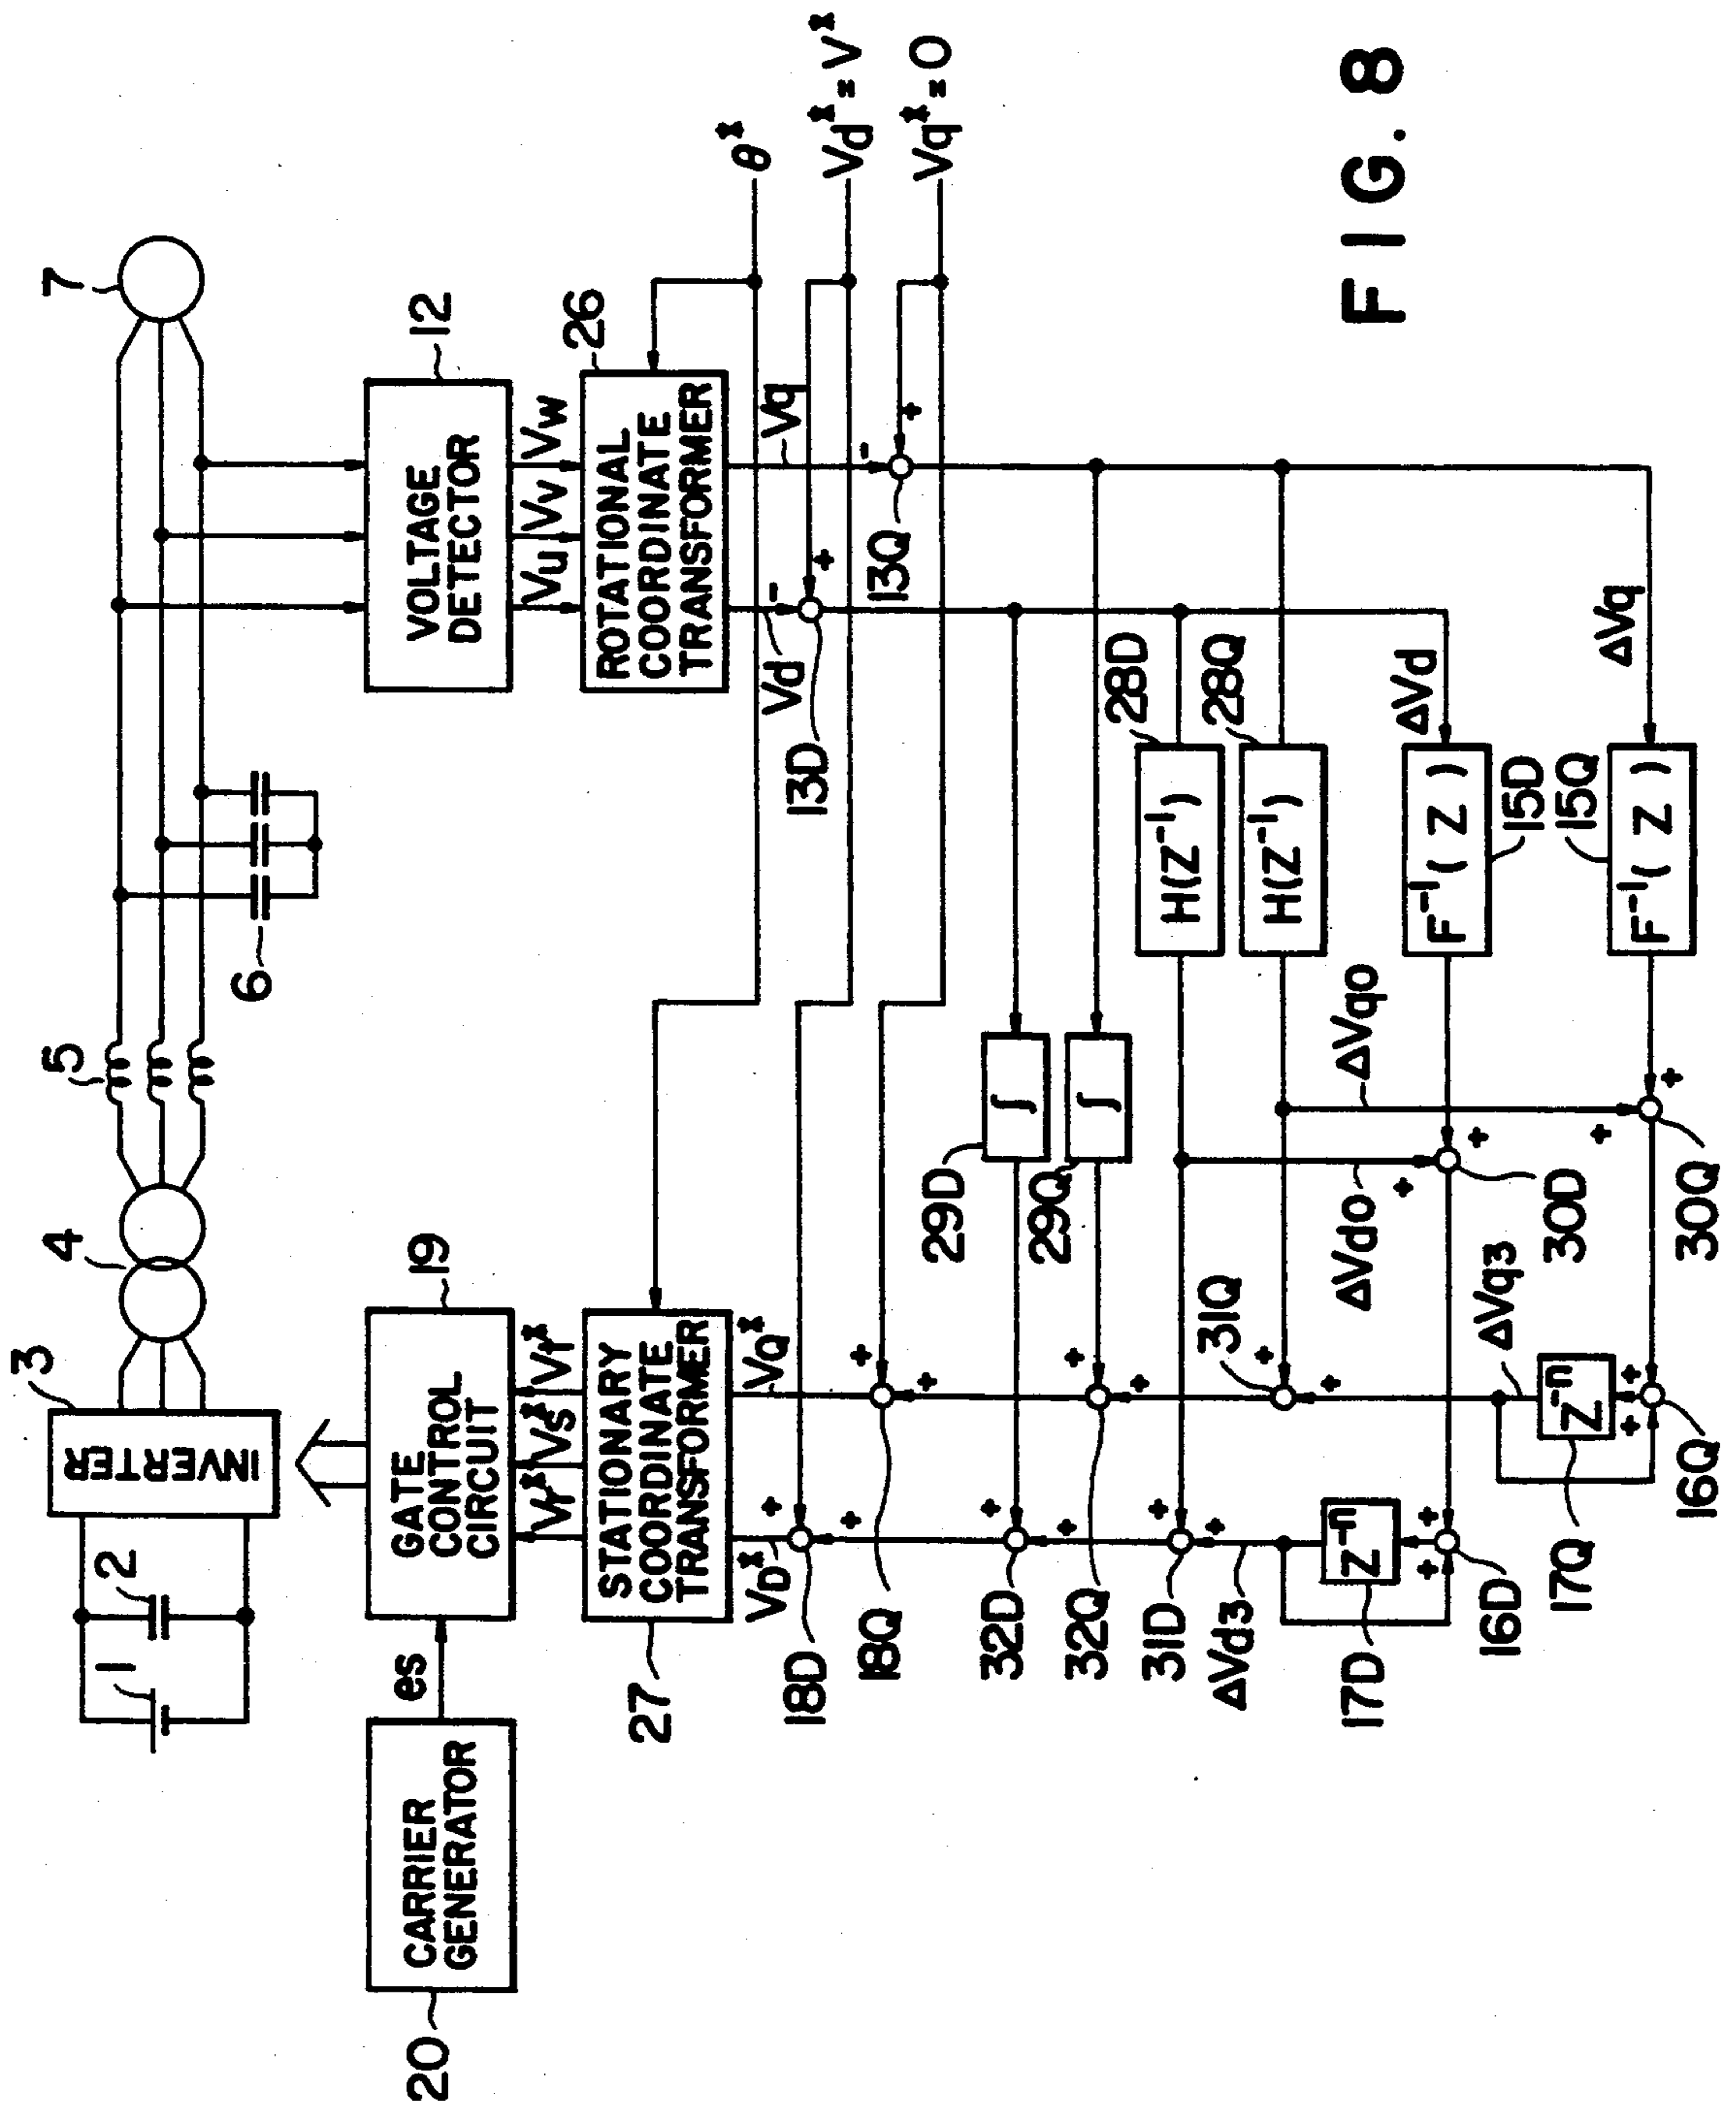 7
5
4
3
INVERTER
2
1
6
12
VOLTAGE
DETECTOR
19
GATE
CONTROL
CIRCUIT
es
CARRIER
GENERATOR
20
Vu Vv Vw
Vr* Vs* Vt*
26
ROTATIONAL
COORDINATE
TRANSFORMER
STATIONARY
COORDINATE
TRANSFORMER
27
θ*
Vd* = V*
Vq* = 0
Vd
Vq
VD*
VQ*
-
+
-
+
13D
13Q
+
+
18D
+
+
18Q
∫
29D
∫
29Q
+
+
32D
+
+
32Q
28D
H(Z⁻¹)
28Q
H(Z⁻¹)
+
+
31D
+
+
31Q
ΔVd
F⁻¹(Z)
15D
ΔVq
F⁻¹(Z)
15Q
ΔVqo
ΔVdo
+
+
30D
+
+
30Q
ΔVd3
Z⁻ⁿ
17D
+
+
16D
ΔVq3
Z⁻ⁿ
17Q
+
+
16Q
FIG. 8